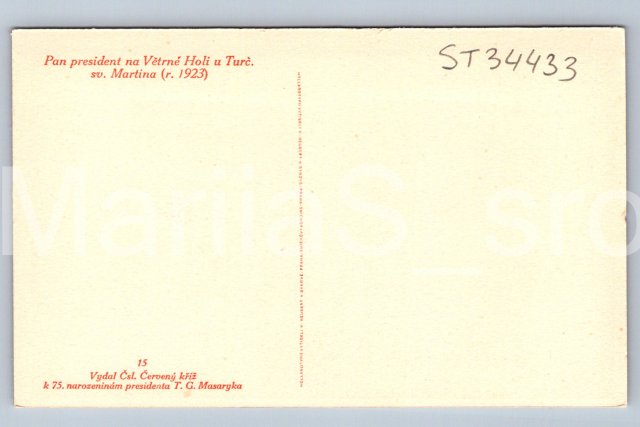 Pan president na Větrné Holi u Turč.
sv. Martina (r. 1923)
ST34433
MarijaS_sro
15
Vydal Čsl. Červený kříž
k 75. narozeninám presidenta T. G. Masaryka